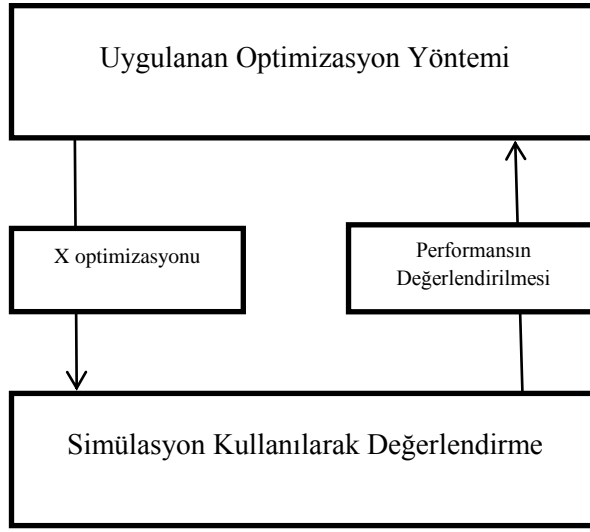 Uygulanan Optimizasyon Yöntemi
X optimizasyonu
Performansın
Değerlendirilmesi
Simülasyon Kullanılarak Değerlendirme